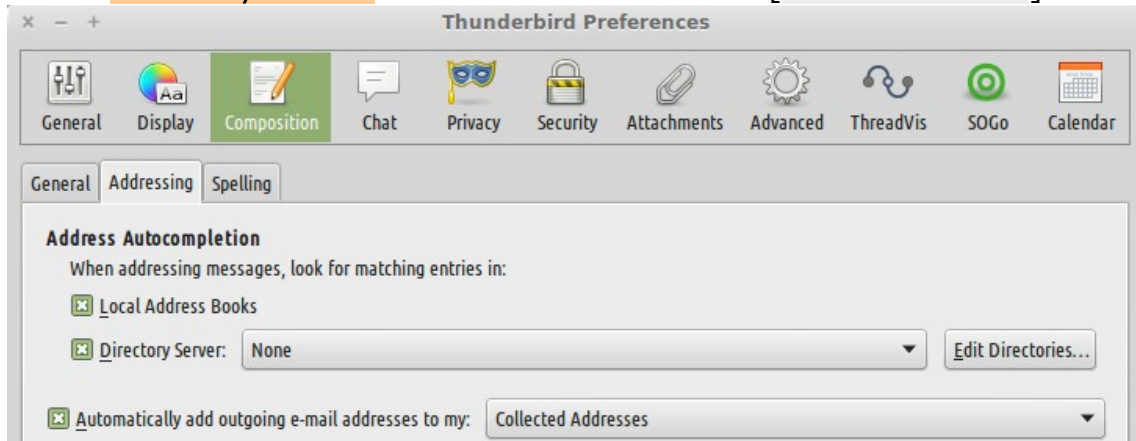 Thunderbird Preferences
Aa
General Display Composition Chat Privacy Security Attachments Advanced ThreadVis SOGo Calendar
General Addressing Spelling
Address Autocompletion
When addressing messages, look for matching entries in:
Local Address Books
Directory Server: None Edit Directories...
Automatically add outgoing e-mail addresses to my: Collected Addresses